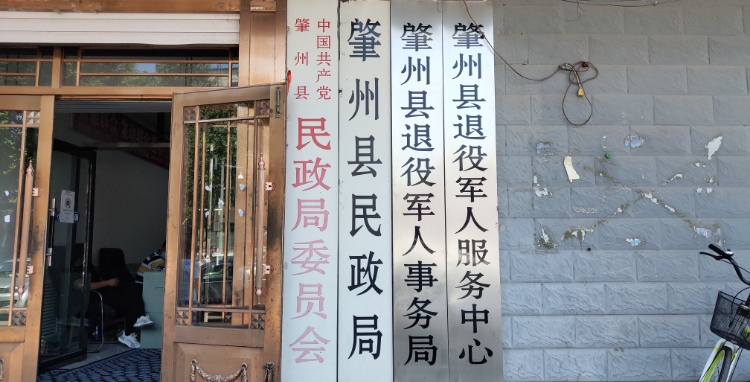 中国共产党
肇州县
民政局委员会
肇州县民政局
肇州县退役军人事务局
肇州县退役军人服务中心